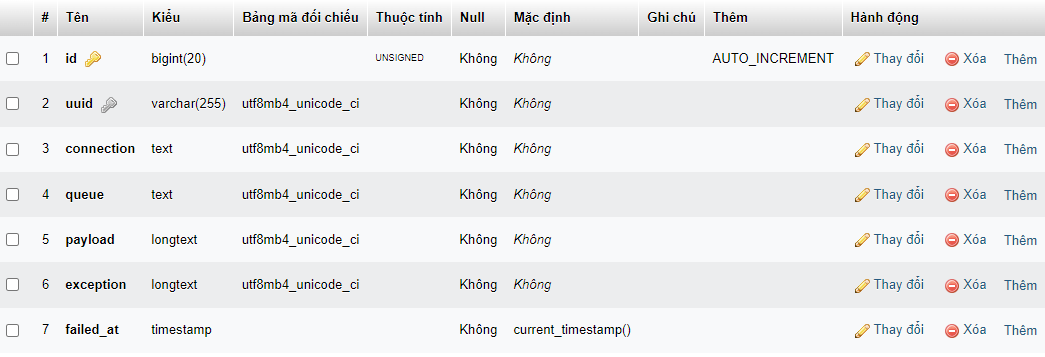 # Tên Kiểu Bảng mã đối chiếu Thuộc tính Null Mặc định Ghi chú Thêm Hành động
1 id bigint(20) UNSIGNED Không Không AUTO_INCREMENT Thay đổi Xóa Thêm
2 uuid varchar(255) utf8mb4_unicode_ci Không Không Thay đổi Xóa Thêm
3 connection text utf8mb4_unicode_ci Không Không Thay đổi Xóa Thêm
4 queue text utf8mb4_unicode_ci Không Không Thay đổi Xóa Thêm
5 payload longtext utf8mb4_unicode_ci Không Không Thay đổi Xóa Thêm
6 exception longtext utf8mb4_unicode_ci Không Không Thay đổi Xóa Thêm
7 failed_at timestamp Không current_timestamp() Thay đổi Xóa Thêm